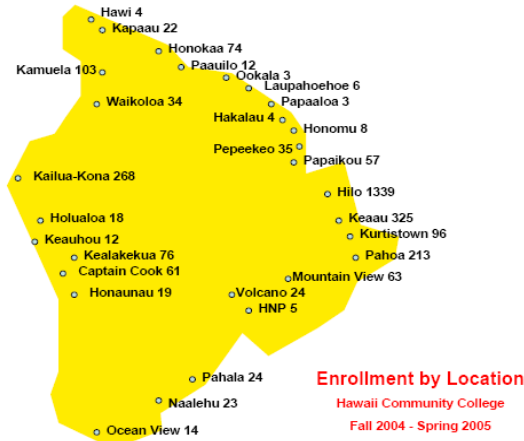 Hawi 4
Kapaau 22
Honokaa 74
Paauilo 12
Kamuela 103
Ookala 3
Laupahoehoe 6
Waikoloa 34
Papaaloa 3
Hakalau 4
Honomu 8
Pepeekeo 35
Papaikou 57
Kailua-Kona 268
Hilo 1339
Holualoa 18
Keaau 325
Kurtistown 96
Keauhou 12
Kealakekua 76
Pahoa 213
Captain Cook 61
Mountain View 63
Honaunau 19
Volcano 24
HNP 5
Pahala 24
Enrollment by Location
Naalehu 23
Hawaii Community College
Fall 2004 - Spring 2005
Ocean View 14